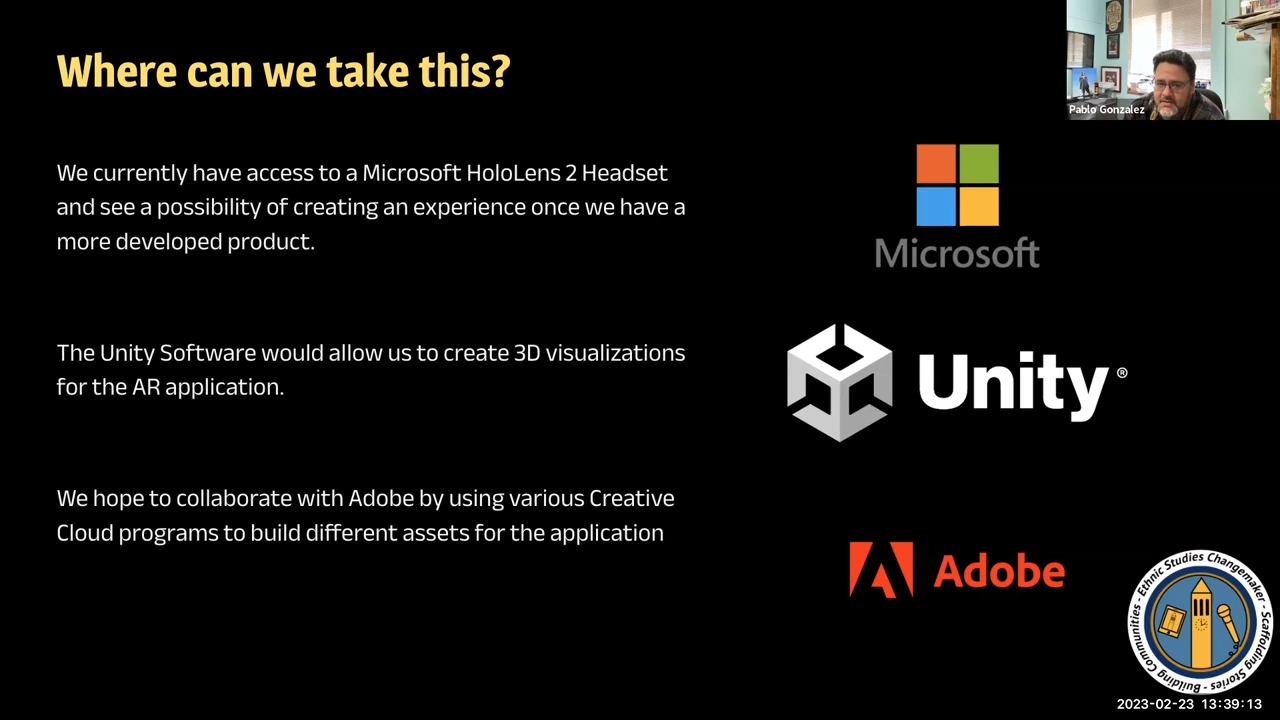 Where can we take this?
Pablo Gonzalez
We currently have access to a Microsoft HoloLens 2 Headset
and see a possibility of creating an experience once we have a
more developed product.
Microsoft
The Unity Software would allow us to create 3D visualizations
for the AR application.
Unity®
We hope to collaborate with Adobe by using various Creative
Cloud programs to build different assets for the application
Adobe
Ethnic Studies Changemaker - Scaffolding Stories - Building Communities -
2023-02-23 13:39:13